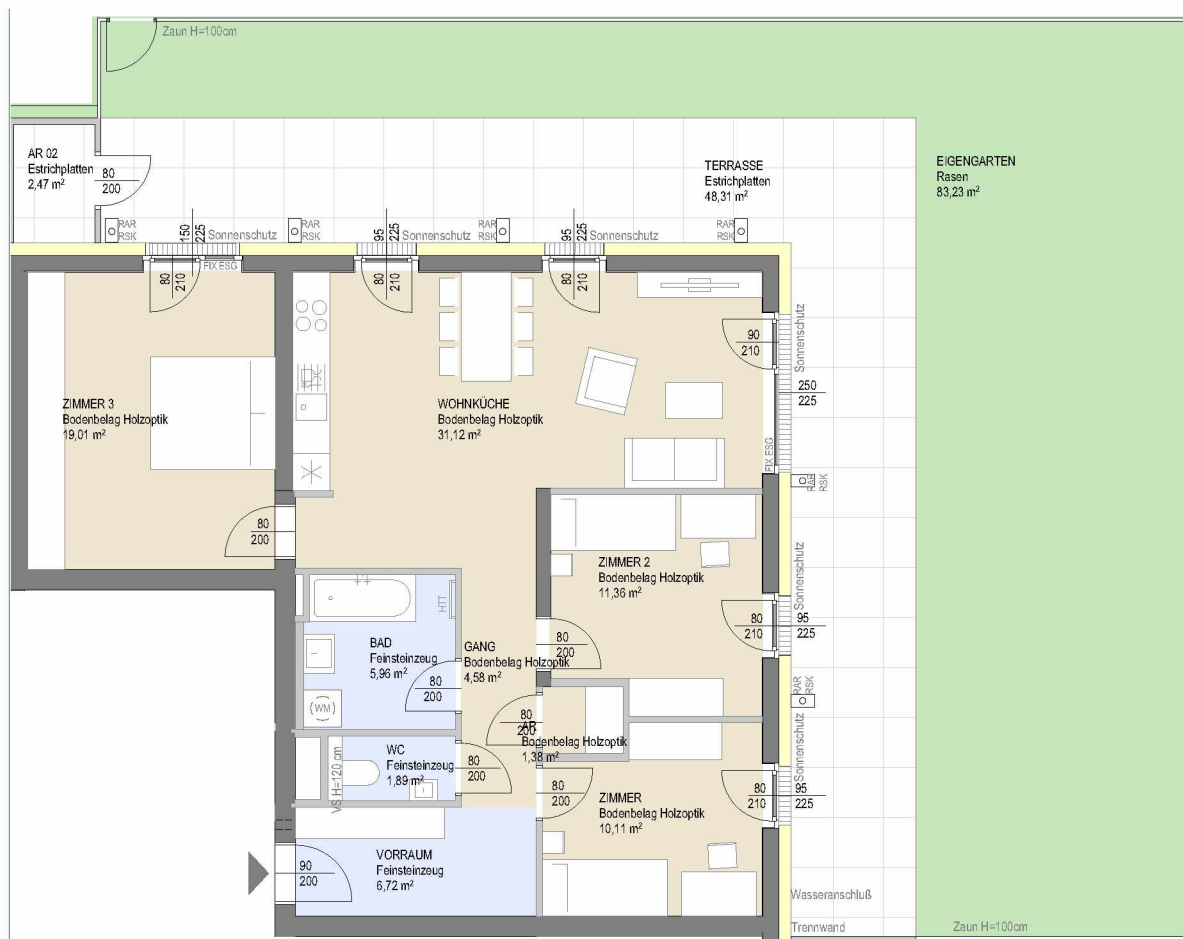 Zaun H=100cm
AR 02
Estrichplatten
2,47 m²
80
200
TERRASSE
Estrichplatten
48,31 m²
EIGENGARTEN
Rasen
83,23 m²
RAR
RSK
150
225
Sonnenschutz
RAR
RSK
95
225
Sonnenschutz
RAR
RSK
95
225
Sonnenschutz
RAR
RSK
FIX ESG
80
210
80
210
80
210
90
210
Sonnenschutz
250
225
FIX ESG
RAR
RSK
ZIMMER 3
Bodenbelag Holzoptik
19,01 m²
WOHNKÜCHE
Bodenbelag Holzoptik
31,12 m²
80
200
ZIMMER 2
Bodenbelag Holzoptik
11,36 m²
Sonnenschutz
80
210
95
225
80
200
BAD
Feinsteinzeug
5,96 m²
HTT
GANG
Bodenbelag Holzoptik
4,58 m²
80
200
(WM)
RAR
RSK
80
200
AR
Bodenbelag Holzoptik
1,38 m²
WC
Feinsteinzeug
1,89 m²
VS H=120 cm
80
200
80
200
ZIMMER
Bodenbelag Holzoptik
10,11 m²
Sonnenschutz
80
210
95
225
VORRAUM
Feinsteinzeug
6,72 m²
90
200
Wasseranschluß
Trennwand
Zaun H=100cm